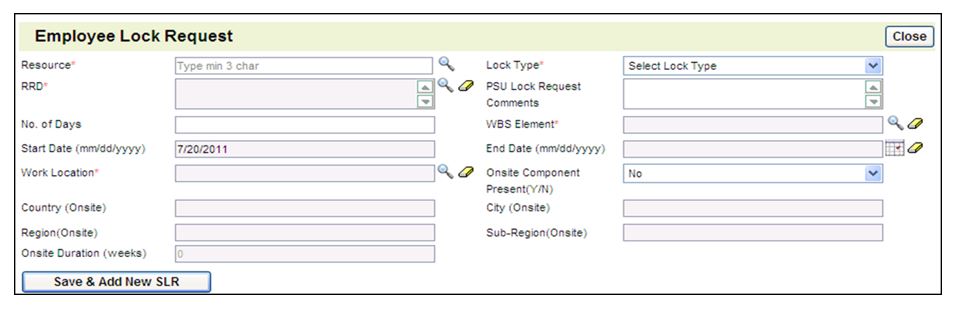 Employee Lock Request
Close
Resource*
Type min 3 char
Lock Type*
Select Lock Type
RRD*
PSU Lock Request
Comments
No. of Days
WBS Element*
Start Date (mm/dd/yyyy)
7/20/2011
End Date (mm/dd/yyyy)
Work Location*
Onsite Component
Present(Y/N)
No
Country (Onsite)
City (Onsite)
Region(Onsite)
Sub-Region(Onsite)
Onsite Duration (weeks)
0
Save & Add New SLR